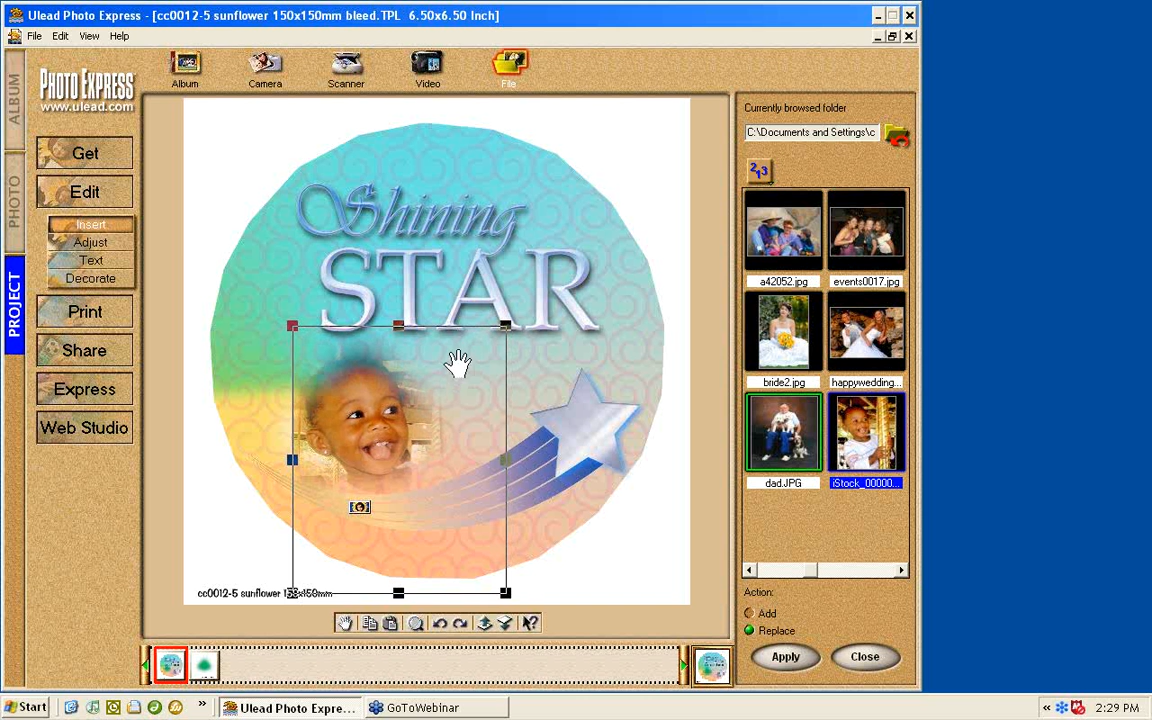 Ulead Photo Express - [cc0012-5 sunflower 150x150mm bleed.TPL 6.50x6.50 Inch]
File Edit View Help
PHOTO EXPRESS
www.ulead.com
Album Camera Scanner Video File
ALBUM
PHOTO
PROJECT
Get
Edit
Insert
Adjust
Text
Decorate
Print
Share
Express
Web Studio
Shining
STAR
cc0012-5 sunflower 150x150mm
Currently browsed folder
C:\Documents and Settings\c
213
a42052.jpg events0017.jpg
bride2.jpg happywedding...
dad.JPG iStock_00000...
Action:
Add
Replace
Apply Close
Start Ulead Photo Expre... GoToWebinar 2:29 PM